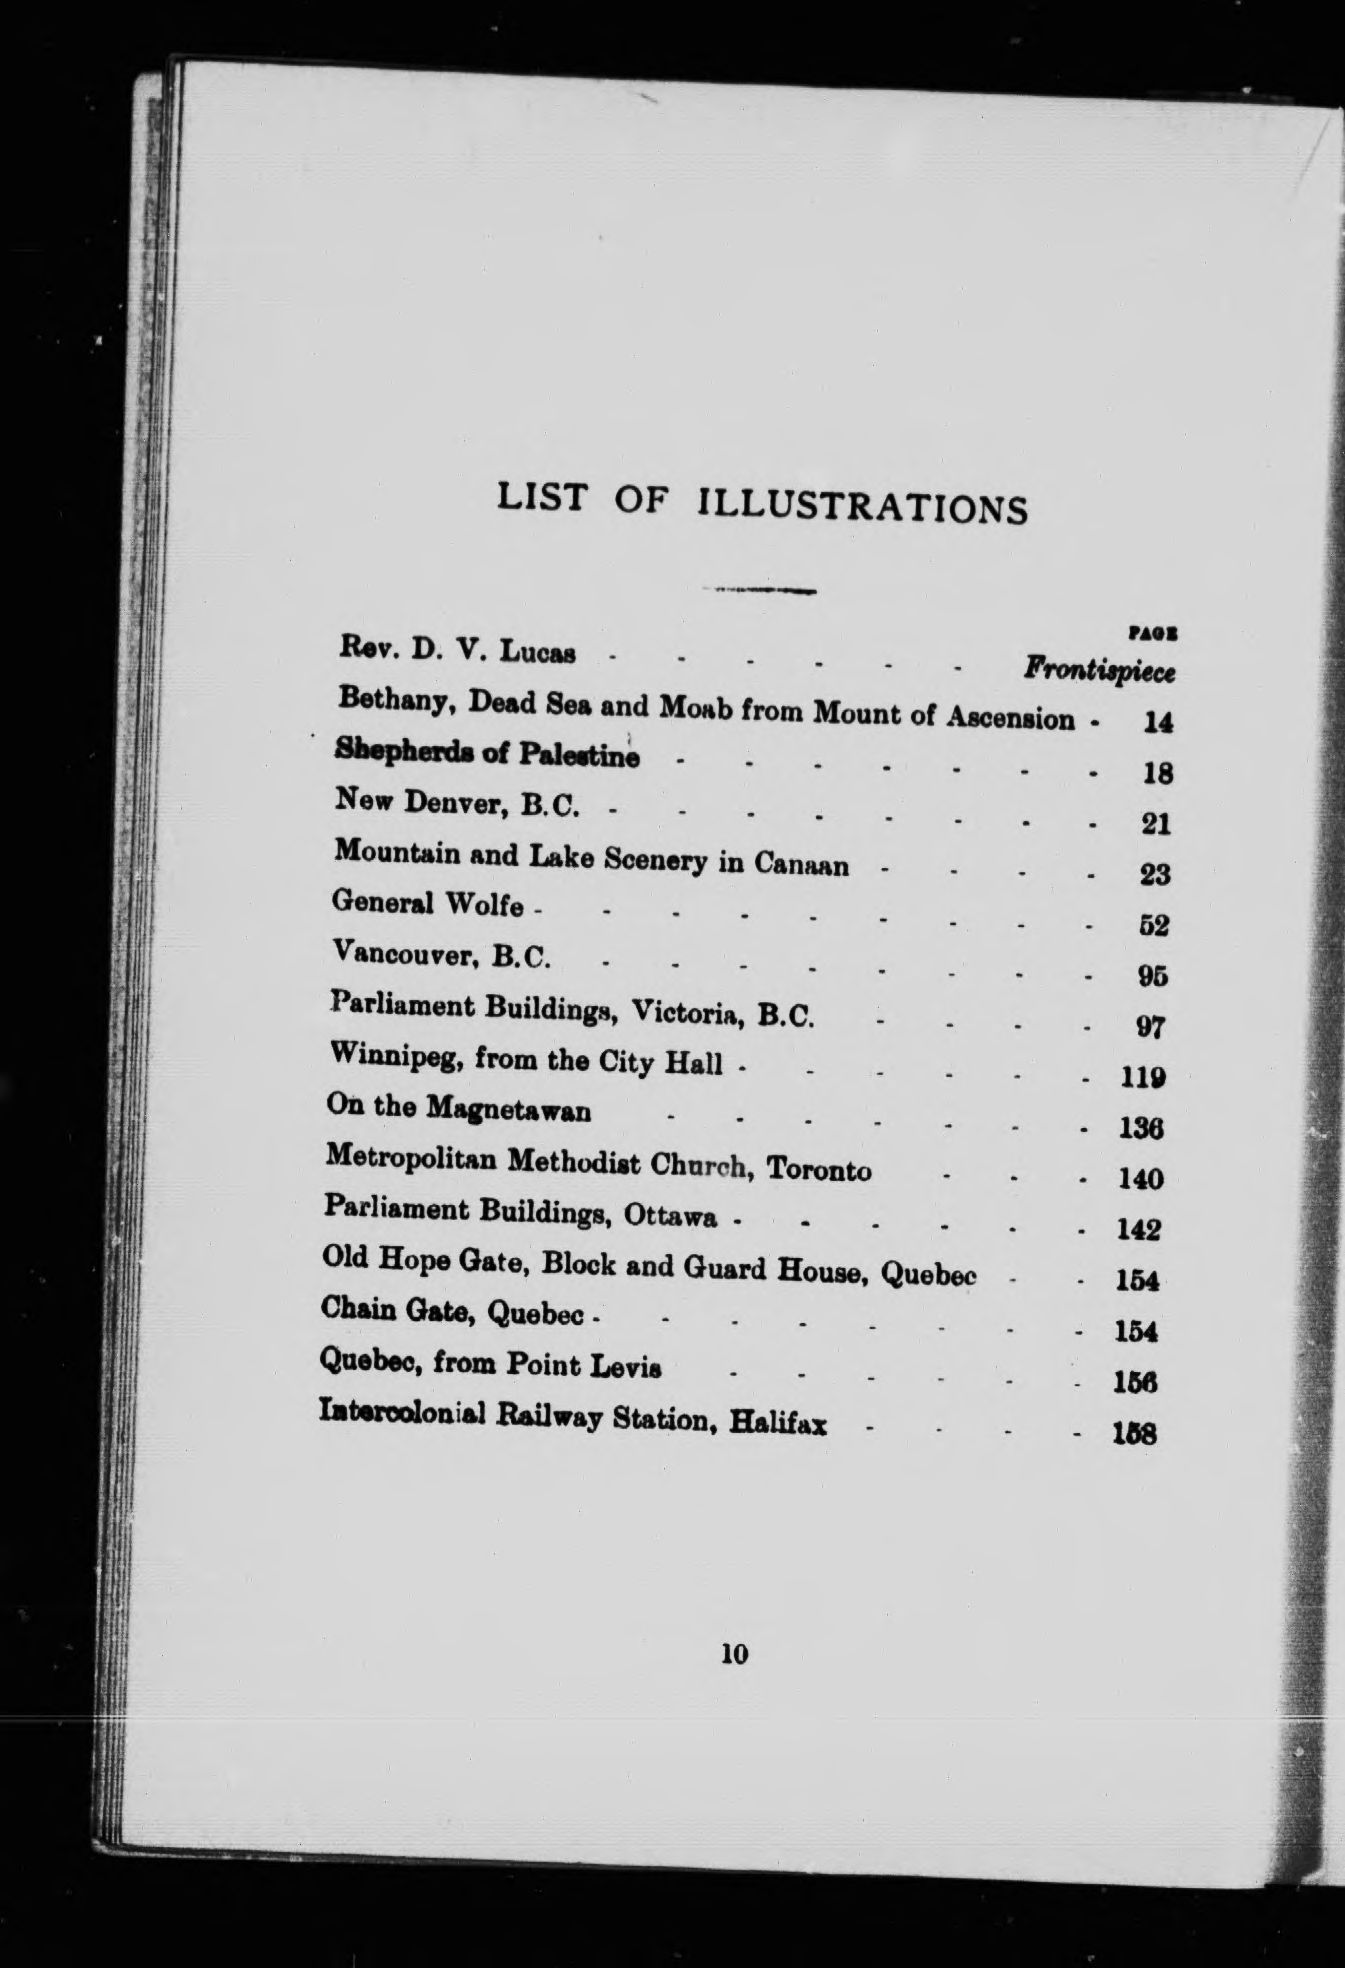 LIST OF ILLUSTRATIONS
PAGE
Rev. D. V. Lucas - - - - - - Frontispiece
Bethany, Dead Sea and Moab from Mount of Ascension - 14
Shepherds of Palestine - - - - - - - 18
New Denver, B.C. - - - - - - - - 21
Mountain and Lake Scenery in Canaan - - - - 23
General Wolfe - - - - - - - - - 52
Vancouver, B.C. - - - - - - - - 95
Parliament Buildings, Victoria, B.C. - - - - 97
Winnipeg, from the City Hall - - - - - - 119
On the Magnetawan - - - - - - - 136
Metropolitan Methodist Church, Toronto - - - 140
Parliament Buildings, Ottawa - - - - - - 142
Old Hope Gate, Block and Guard House, Quebec - - 154
Chain Gate, Quebec - - - - - - - - 154
Quebec, from Point Levis - - - - - - 156
Intercolonial Railway Station, Halifax - - - - 158
10